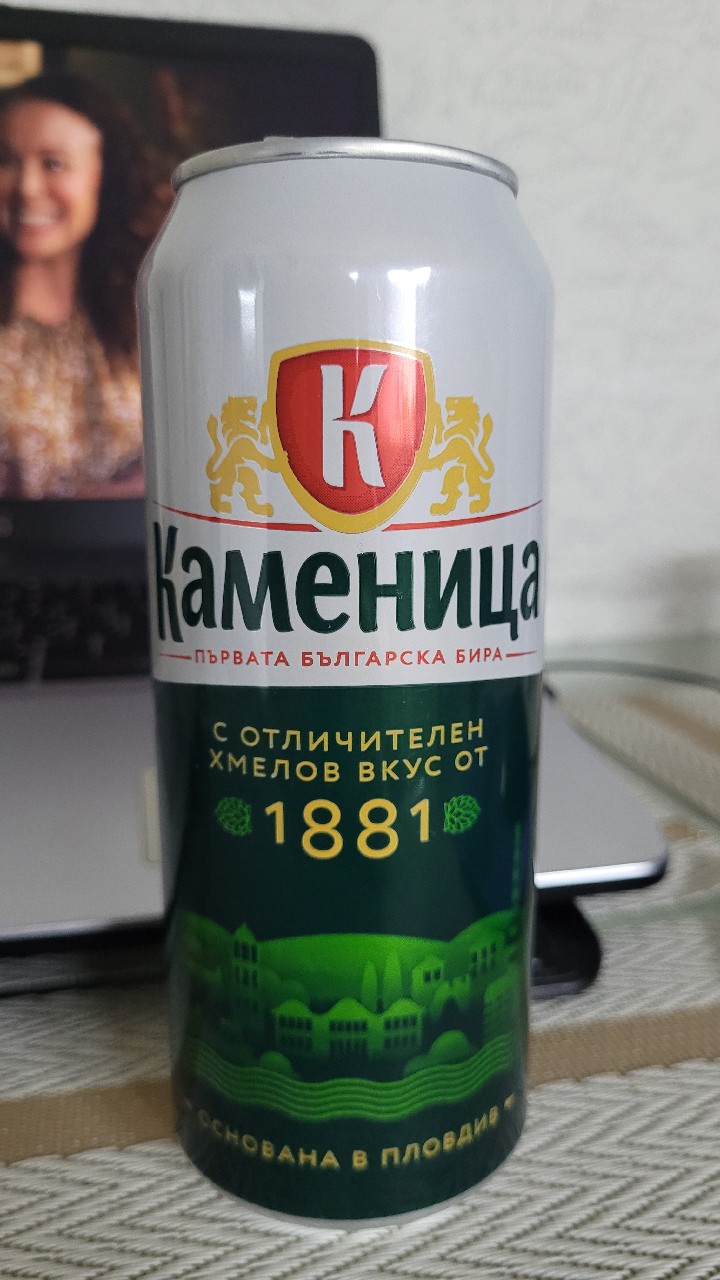 К
Каменица
ПЪРВАТА БЪЛГАРСКА БИРА
С ОТЛИЧИТЕЛЕН
ХМЕЛОВ ВКУС ОТ
1881
ОСНОВАНА В ПЛОВДИВ